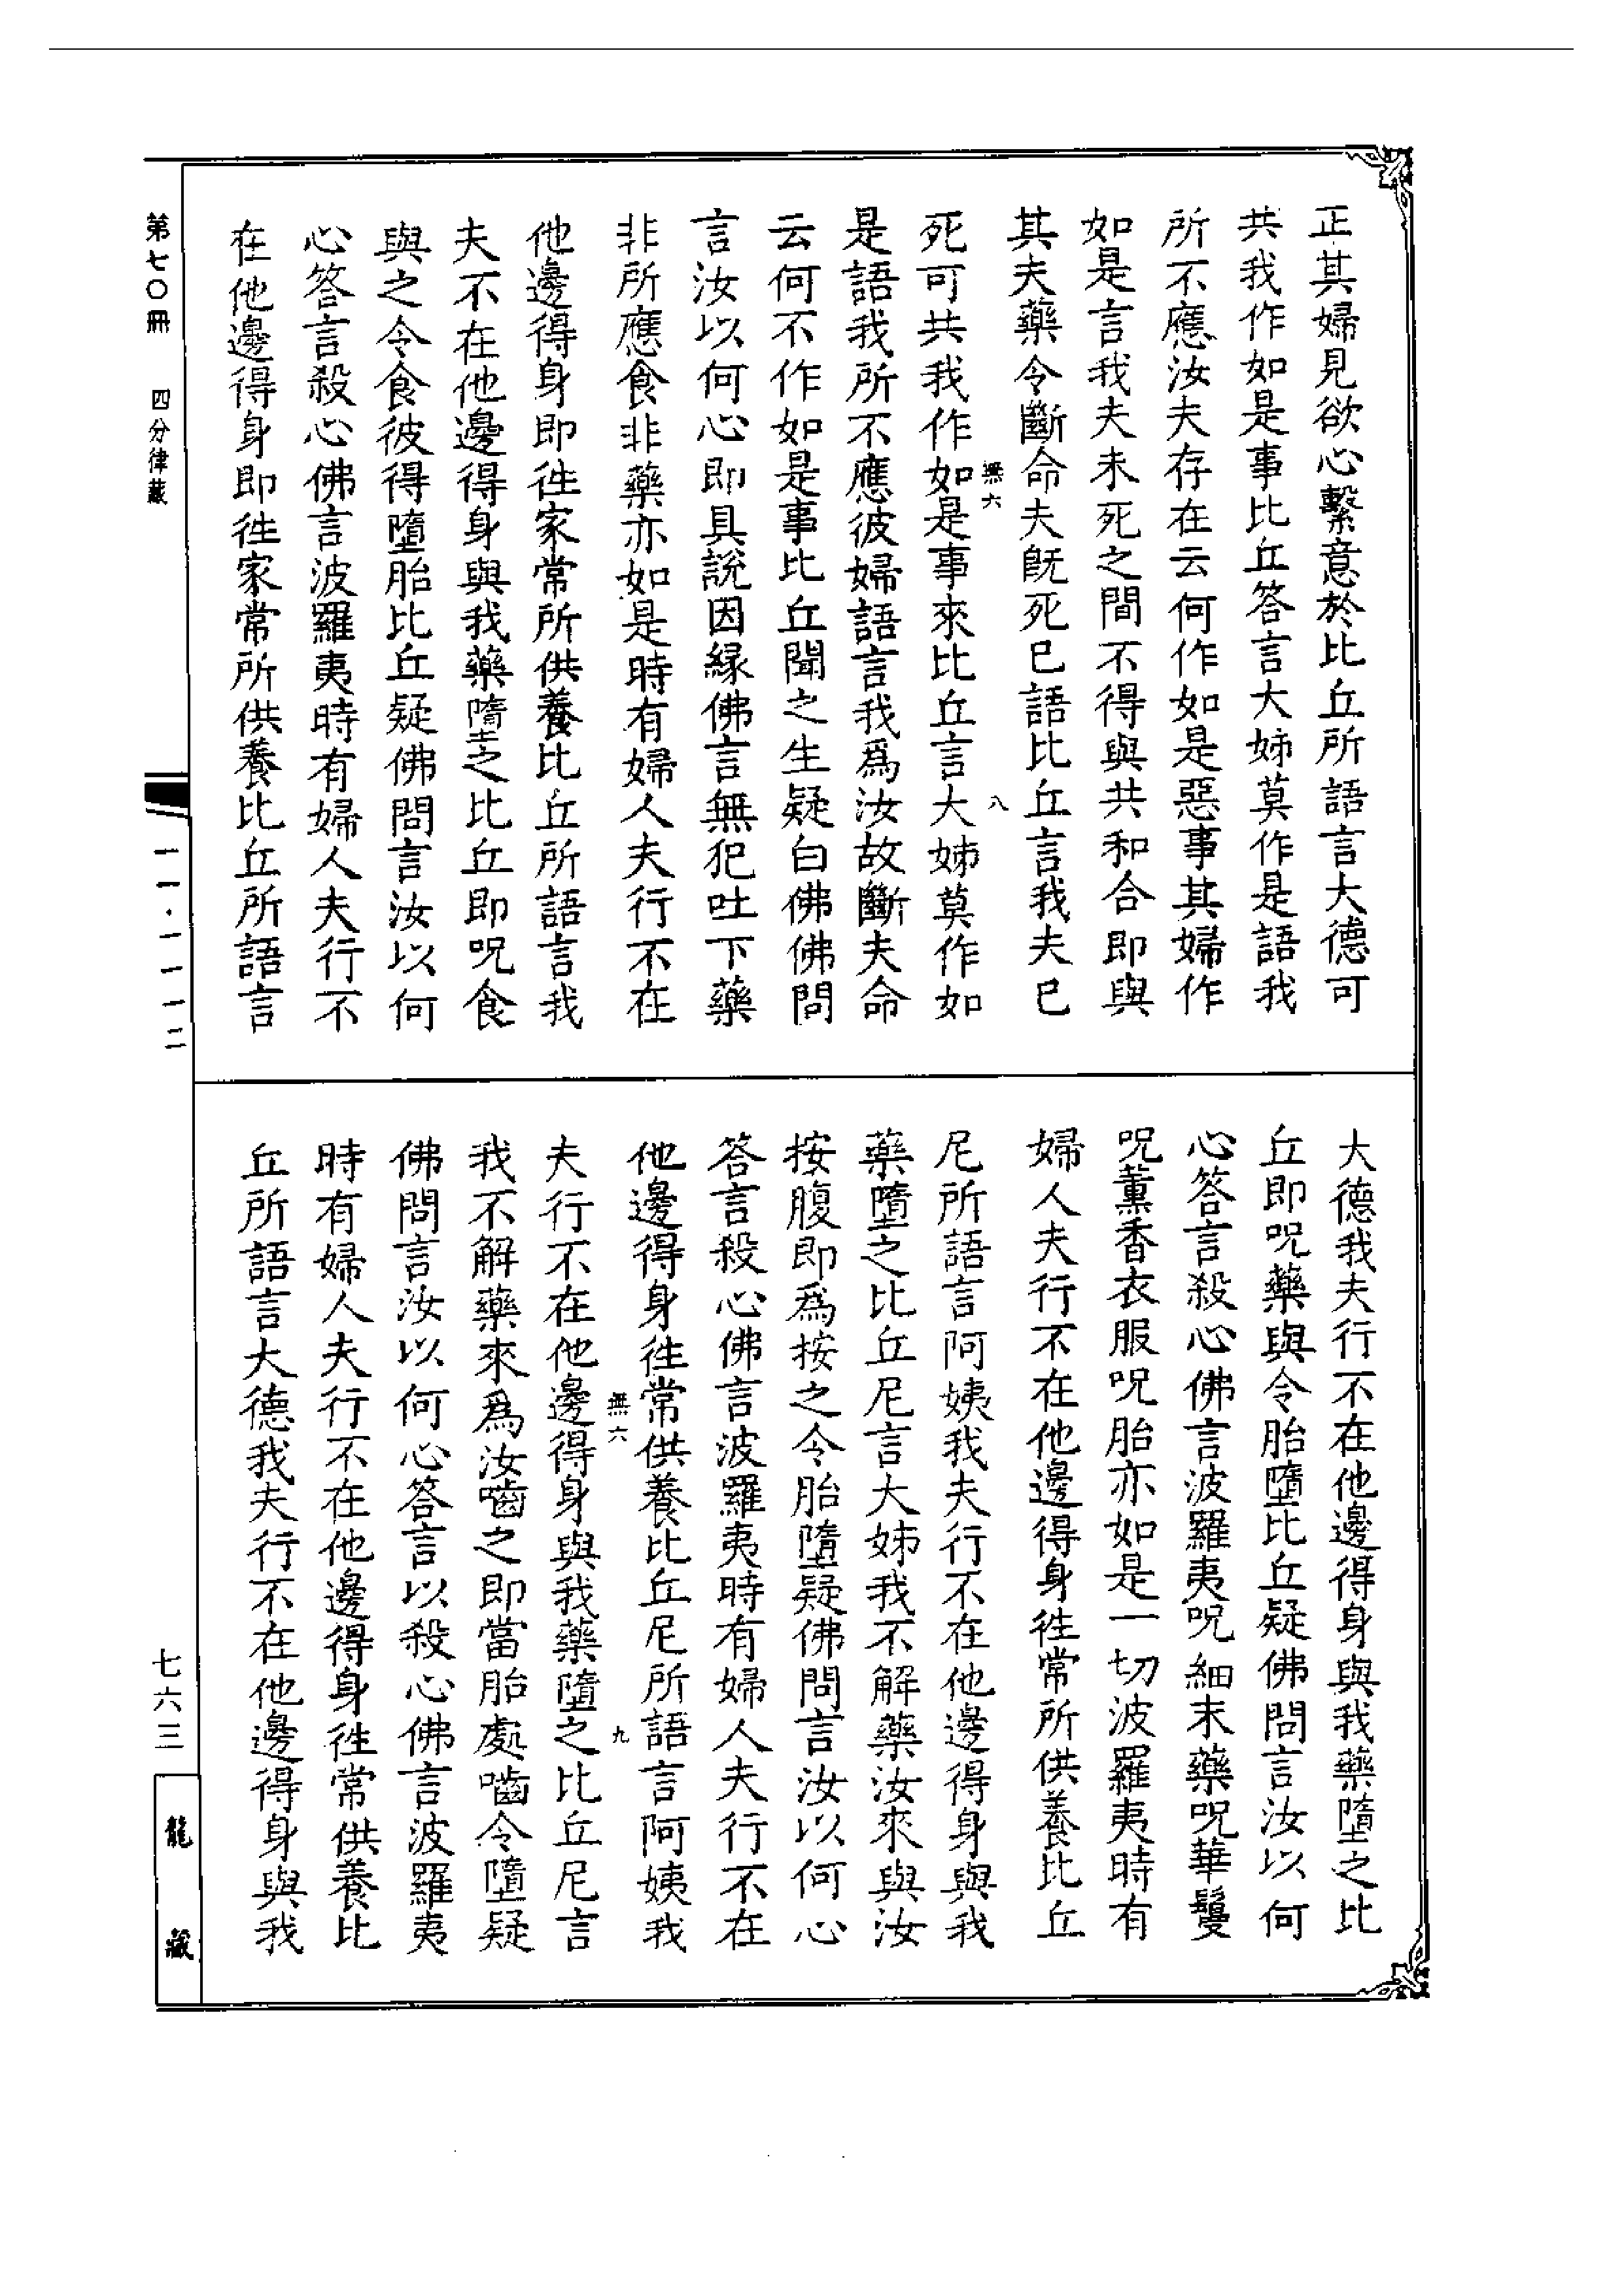 正其婦見欲心繫意於比丘所語言大德可
共我作如是事比丘答言大姊莫作是語我
所不應汝夫存在云何作如是惡事其婦作
如是言我夫未死之間不得與共和合即與
其夫藥令斷命夫既死已語比丘言我夫已
無六 八
死可共我作如是事來比丘言大姊莫作如
是語我所不應彼婦語言我爲汝故斷夫命
云何不作如是事比丘聞之生疑白佛佛問
言汝以何心即具說因緣佛言無犯吐下藥
非所應食非藥亦如是時有婦人夫行不在
他邊得身即徃家常所供養比丘所語言我
夫不在他邊得身與我藥墮之比丘即呪食
與之令食彼得墮胎比丘疑佛問言汝以何
心答言殺心佛言波羅夷時有婦人夫行不
在他邊得身即徃家常所供養比丘所語言
大德我夫行不在他邊得身與我藥墮之比
丘即呪藥與令胎墮比丘疑佛問言汝以何
心答言殺心佛言波羅夷呪細末藥呪華鬘
呪薰香衣服呪胎亦如是一切波羅夷時有
婦人夫行不在他邊得身徃常所供養比丘
尼所語言阿姨我夫行不在他邊得身與我
藥墮之比丘尼言大姊我不解藥汝來與汝
按腹即爲按之令胎墮疑佛問言汝以何心
答言殺心佛言波羅夷時有婦人夫行不在
他邊得身徃常供養比丘尼所語言阿姨我
無六 九
夫行不在他邊得身與我藥墮之比丘尼言
我不解藥來爲汝嚙之即當胎處嚙令墮疑
佛問言汝以何心答言以殺心佛言波羅夷
時有婦人夫行不在他邊得身徃常供養比
丘所語言大德我夫行不在他邊得身與我
第七〇冊 四分律藏
一一·一一一二
七六三
龍藏